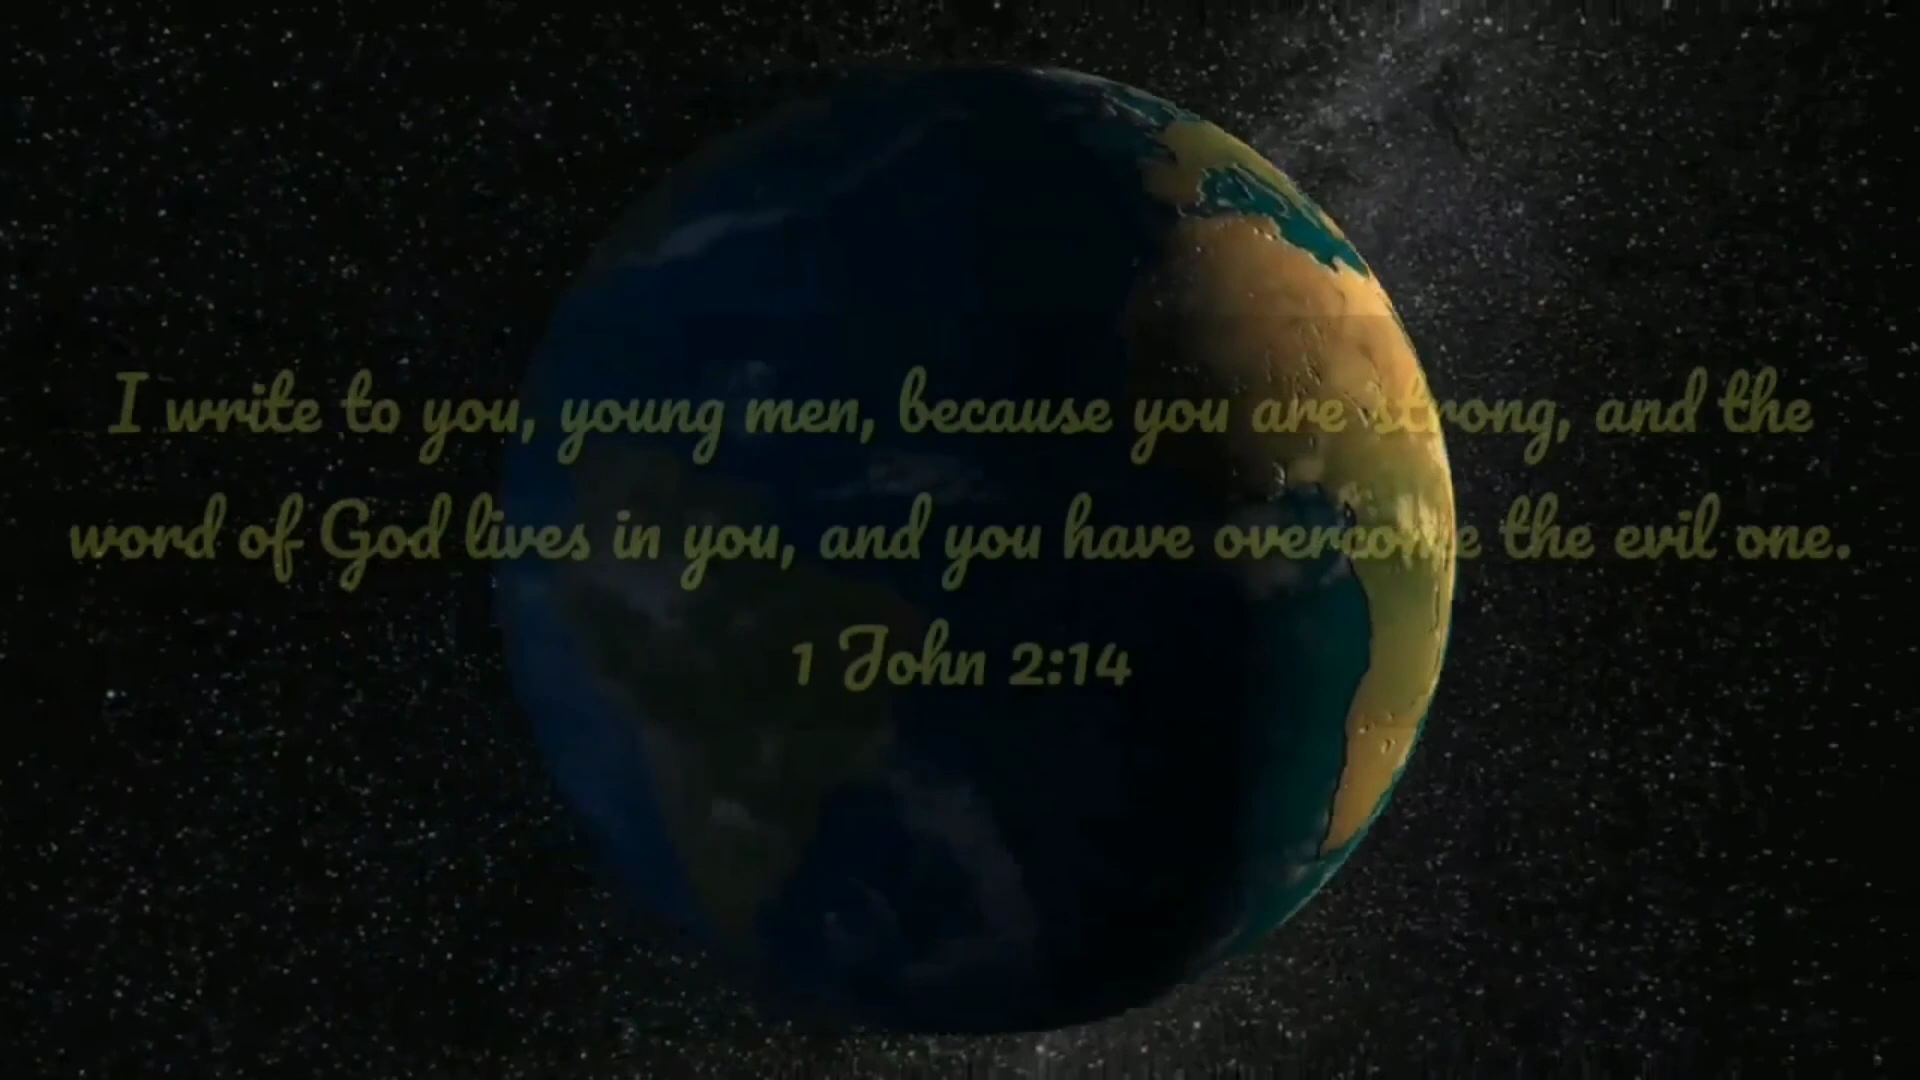 I write to you, young men, because you are strong, and the
word of God lives in you, and you have overcome the evil one.
1 John 2:14